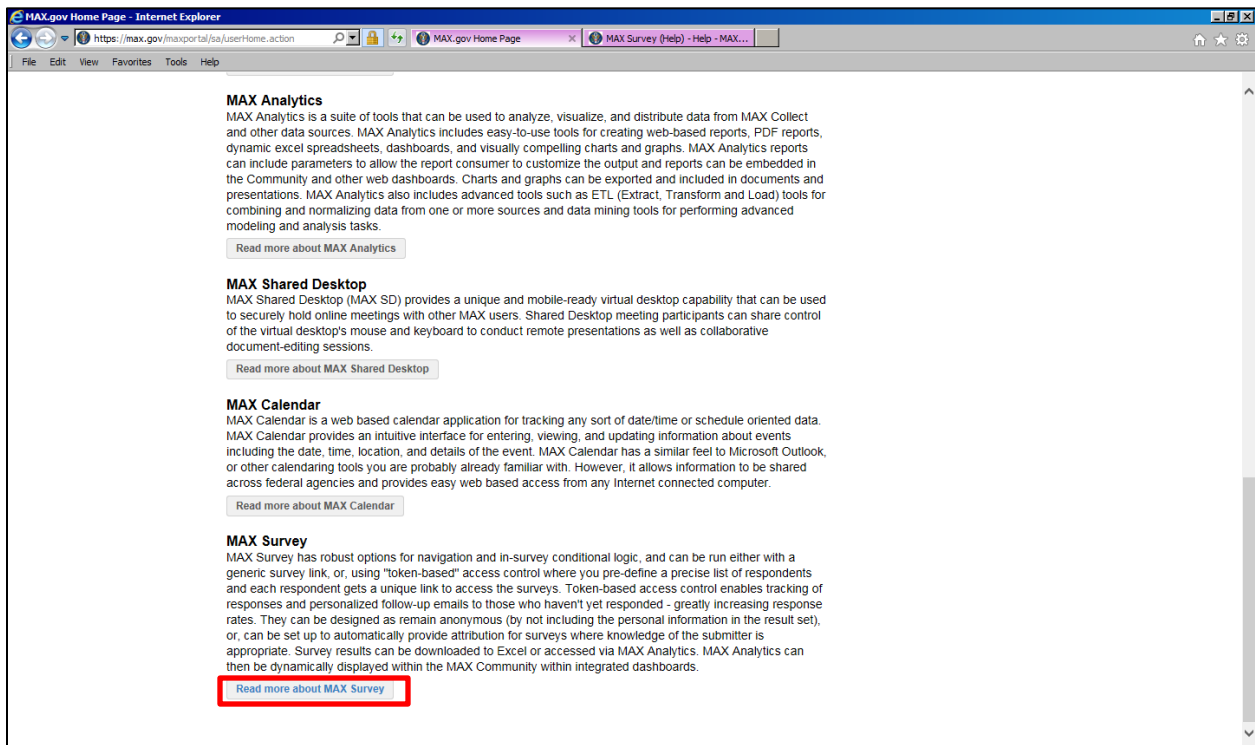 MAX.gov Home Page - Internet Explorer
https://max.gov/maxportal/sa/userHome.action
MAX.gov Home Page
MAX Survey (Help) - Help - MAX...
File Edit View Favorites Tools Help
MAX Analytics
MAX Analytics is a suite of tools that can be used to analyze, visualize, and distribute data from MAX Collect
and other data sources. MAX Analytics includes easy-to-use tools for creating web-based reports, PDF reports,
dynamic excel spreadsheets, dashboards, and visually compelling charts and graphs. MAX Analytics reports
can include parameters to allow the report consumer to customize the output and reports can be embedded in
the Community and other web dashboards. Charts and graphs can be exported and included in documents and
presentations. MAX Analytics also includes advanced tools such as ETL (Extract, Transform and Load) tools for
combining and normalizing data from one or more sources and data mining tools for performing advanced
modeling and analysis tasks.
Read more about MAX Analytics
MAX Shared Desktop
MAX Shared Desktop (MAX SD) provides a unique and mobile-ready virtual desktop capability that can be used
to securely hold online meetings with other MAX users. Shared Desktop meeting participants can share control
of the virtual desktop's mouse and keyboard to conduct remote presentations as well as collaborative
document-editing sessions.
Read more about MAX Shared Desktop
MAX Calendar
MAX Calendar is a web based calendar application for tracking any sort of date/time or schedule oriented data.
MAX Calendar provides an intuitive interface for entering, viewing, and updating information about events
including the date, time, location, and details of the event. MAX Calendar has a similar feel to Microsoft Outlook,
or other calendaring tools you are probably already familiar with. However, it allows information to be shared
across federal agencies and provides easy web based access from any Internet connected computer.
Read more about MAX Calendar
MAX Survey
MAX Survey has robust options for navigation and in-survey conditional logic, and can be run either with a
generic survey link, or, using "token-based" access control where you pre-define a precise list of respondents
and each respondent gets a unique link to access the surveys. Token-based access control enables tracking of
responses and personalized follow-up emails to those who haven't yet responded - greatly increasing response
rates. They can be designed as remain anonymous (by not including the personal information in the result set),
or, can be set up to automatically provide attribution for surveys where knowledge of the submitter is
appropriate. Survey results can be downloaded to Excel or accessed via MAX Analytics. MAX Analytics can
then be dynamically displayed within the MAX Community within integrated dashboards.
Read more about MAX Survey